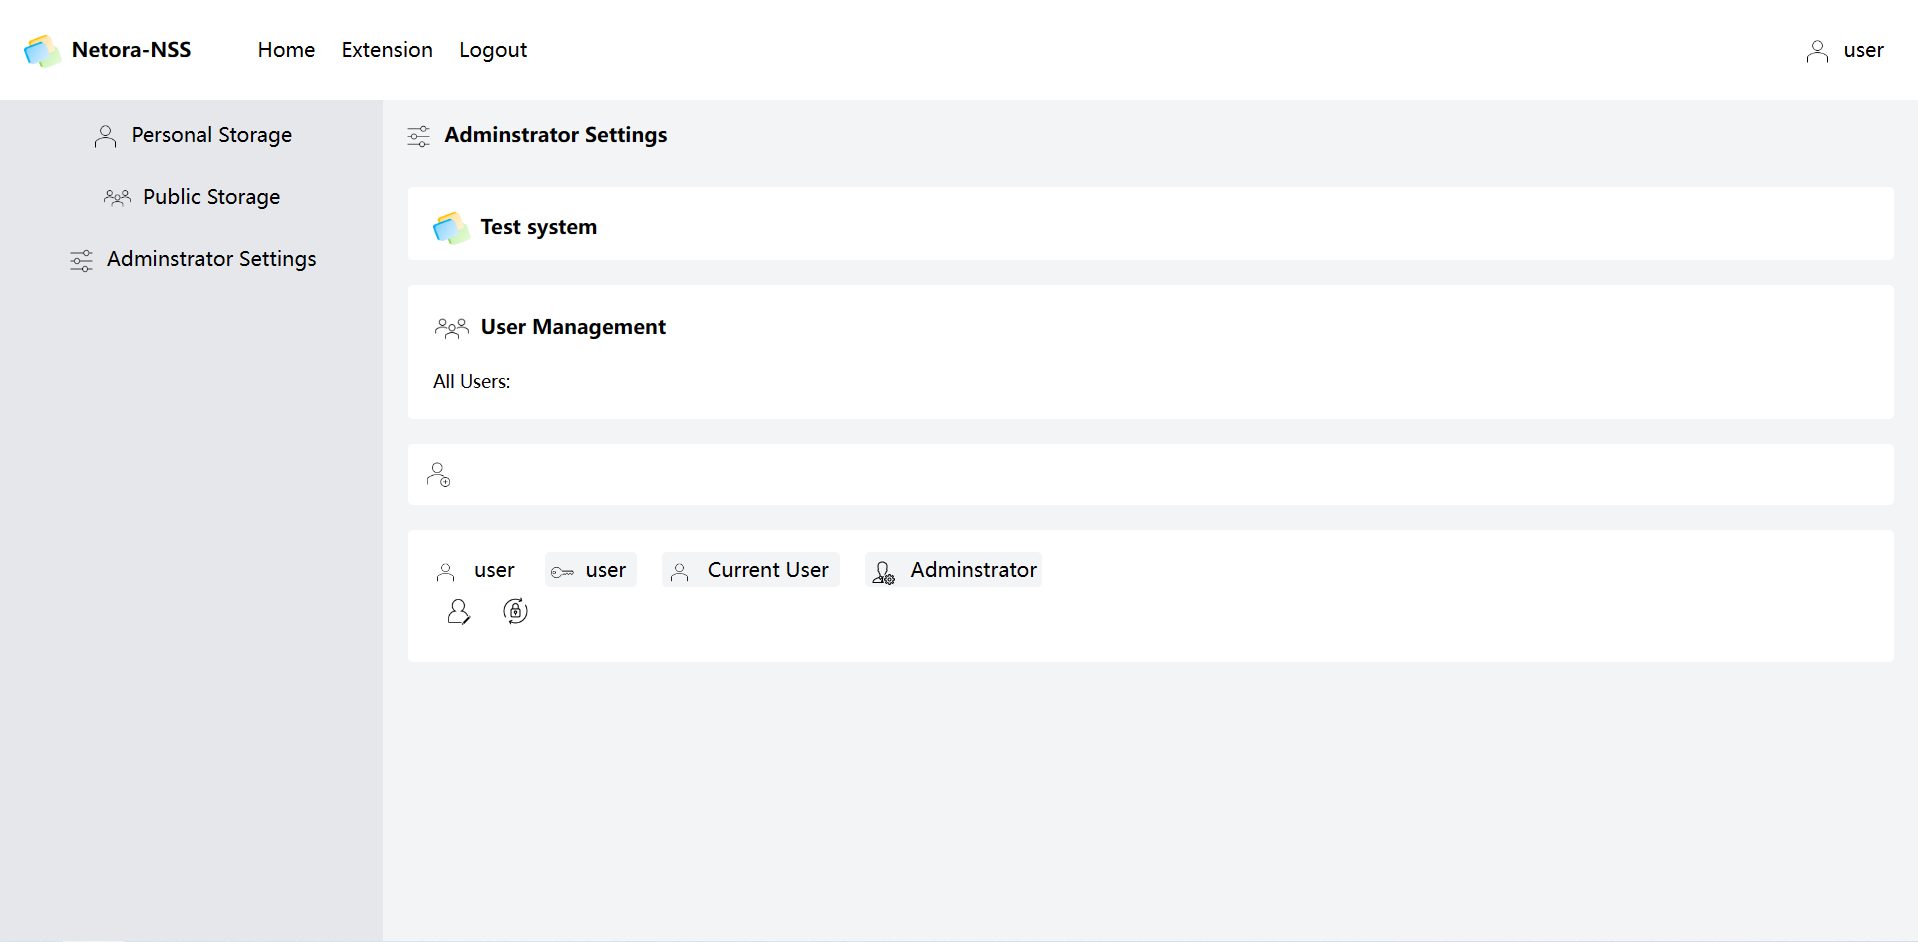 Netora-NSS Home Extension Logout user
Personal Storage
Public Storage
Adminstrator Settings
Adminstrator Settings
Test system
User Management
All Users:
user user Current User Adminstrator